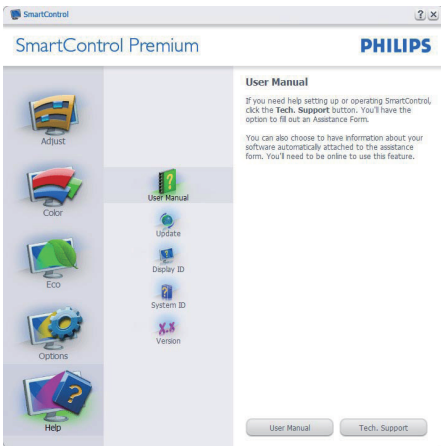 SmartControl
? X
SmartControl Premium
PHILIPS
Adjust
Color
Eco
Options
Help
User Manual
Update
Display ID
System ID
X.X
Version
User Manual
If you need help setting up or operating SmartControl,
click the Tech. Support button. You'll have the
option to fill out an Assistance Form.
You can also choose to have information about your
software automatically attached to the assistance
form. You'll need to be online to use this feature.
User Manual
Tech. Support